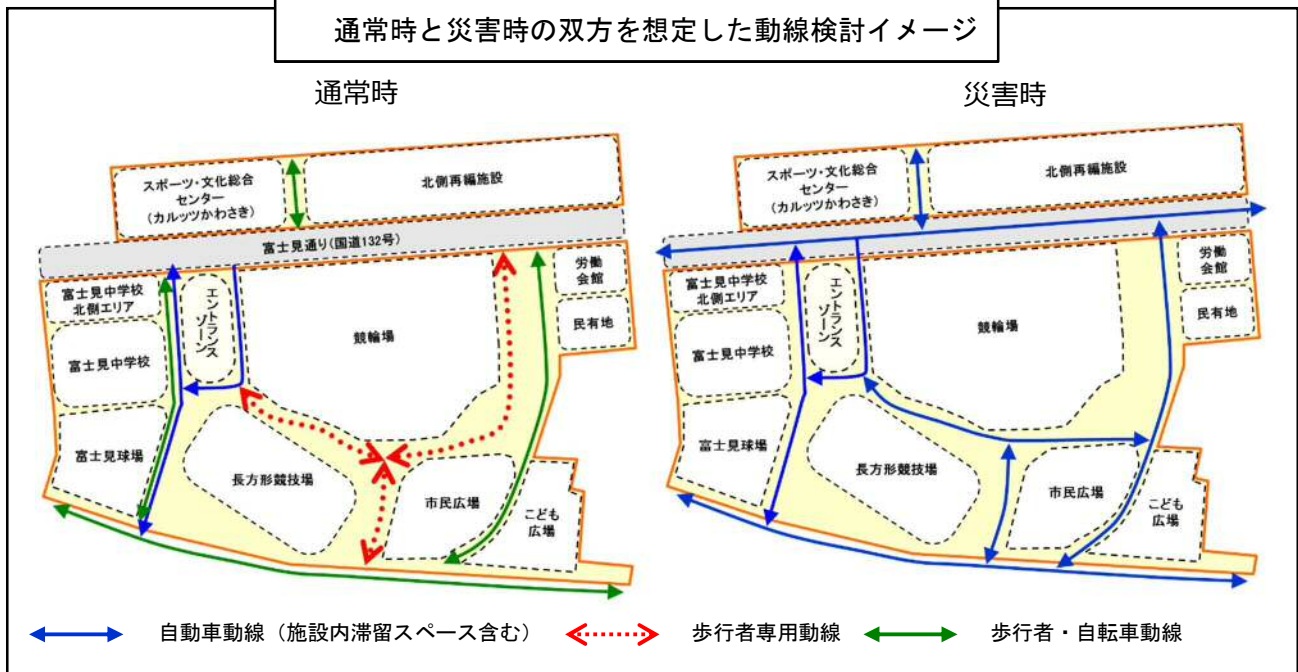 通常時と災害時の双方を想定した動線検討イメージ
通常時
スポーツ・文化総合
センター
(カルッツかわさき)
北側再編施設
富士見通り(国道132号)
富士見中学校
北側エリア
エントランス
ゾーン
競輪場
労働
会館
民有地
富士見中学校
富士見球場
長方形競技場
市民広場
こども
広場
災害時
スポーツ・文化総合
センター
(カルッツかわさき)
北側再編施設
富士見中学校
北側エリア
エントランス
ゾーン
競輪場
労働
会館
民有地
富士見中学校
富士見球場
長方形競技場
市民広場
こども
広場
自動車動線（施設内滞留スペース含む）
歩行者専用動線
歩行者・自転車動線